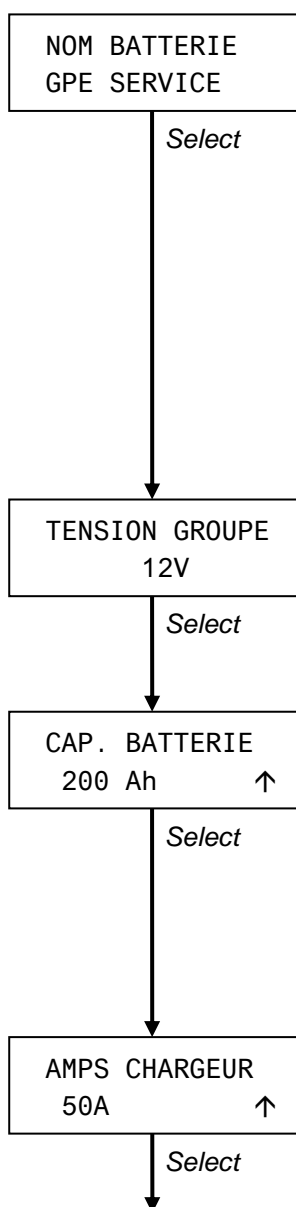 NOM BATTERIE
GPE SERVICE
Select
TENSION GROUPE
12V
Select
CAP. BATTERIE
200 Ah ↑
Select
AMPS CHARGEUR
50A ↑
Select